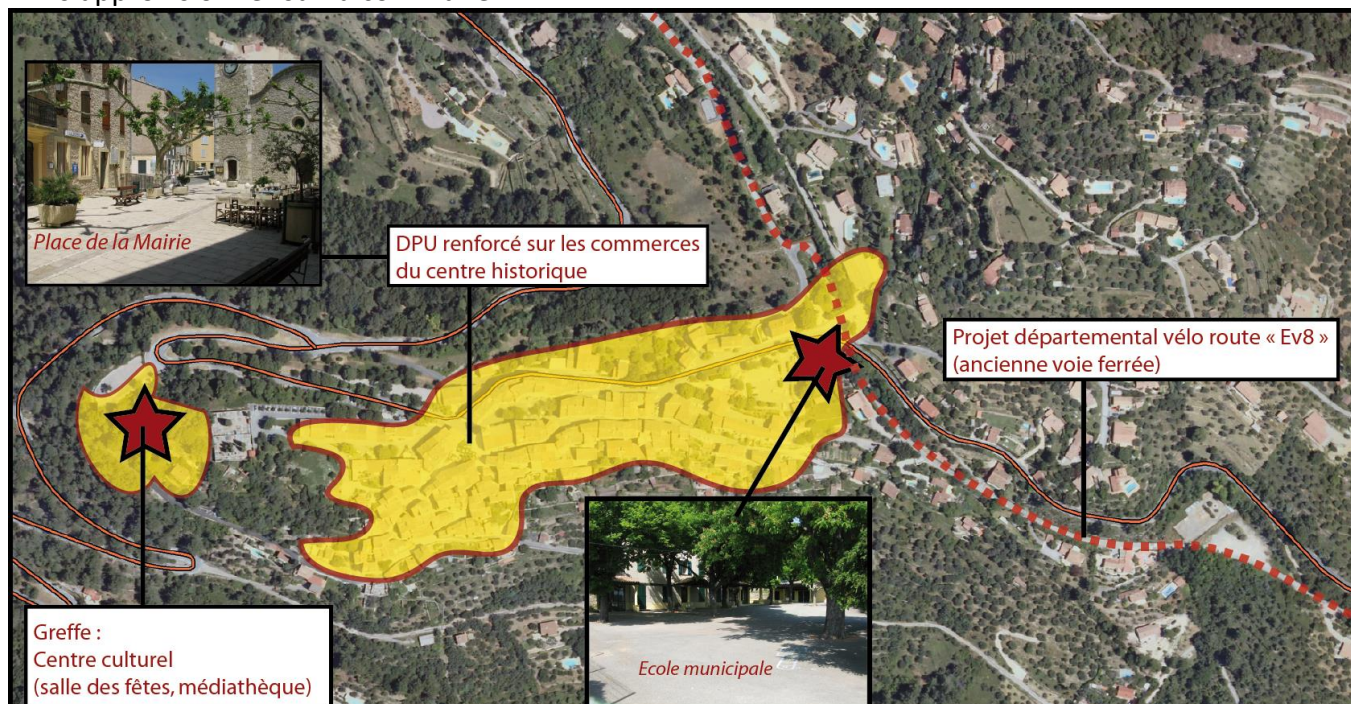 Place de la Mairie
DPU renforcé sur les commerces
du centre historique
Projet départemental vélo route « Ev8 »
(ancienne voie ferrée)
Greffe :
Centre culturel
(salle des fêtes, médiathèque)
Ecole municipale